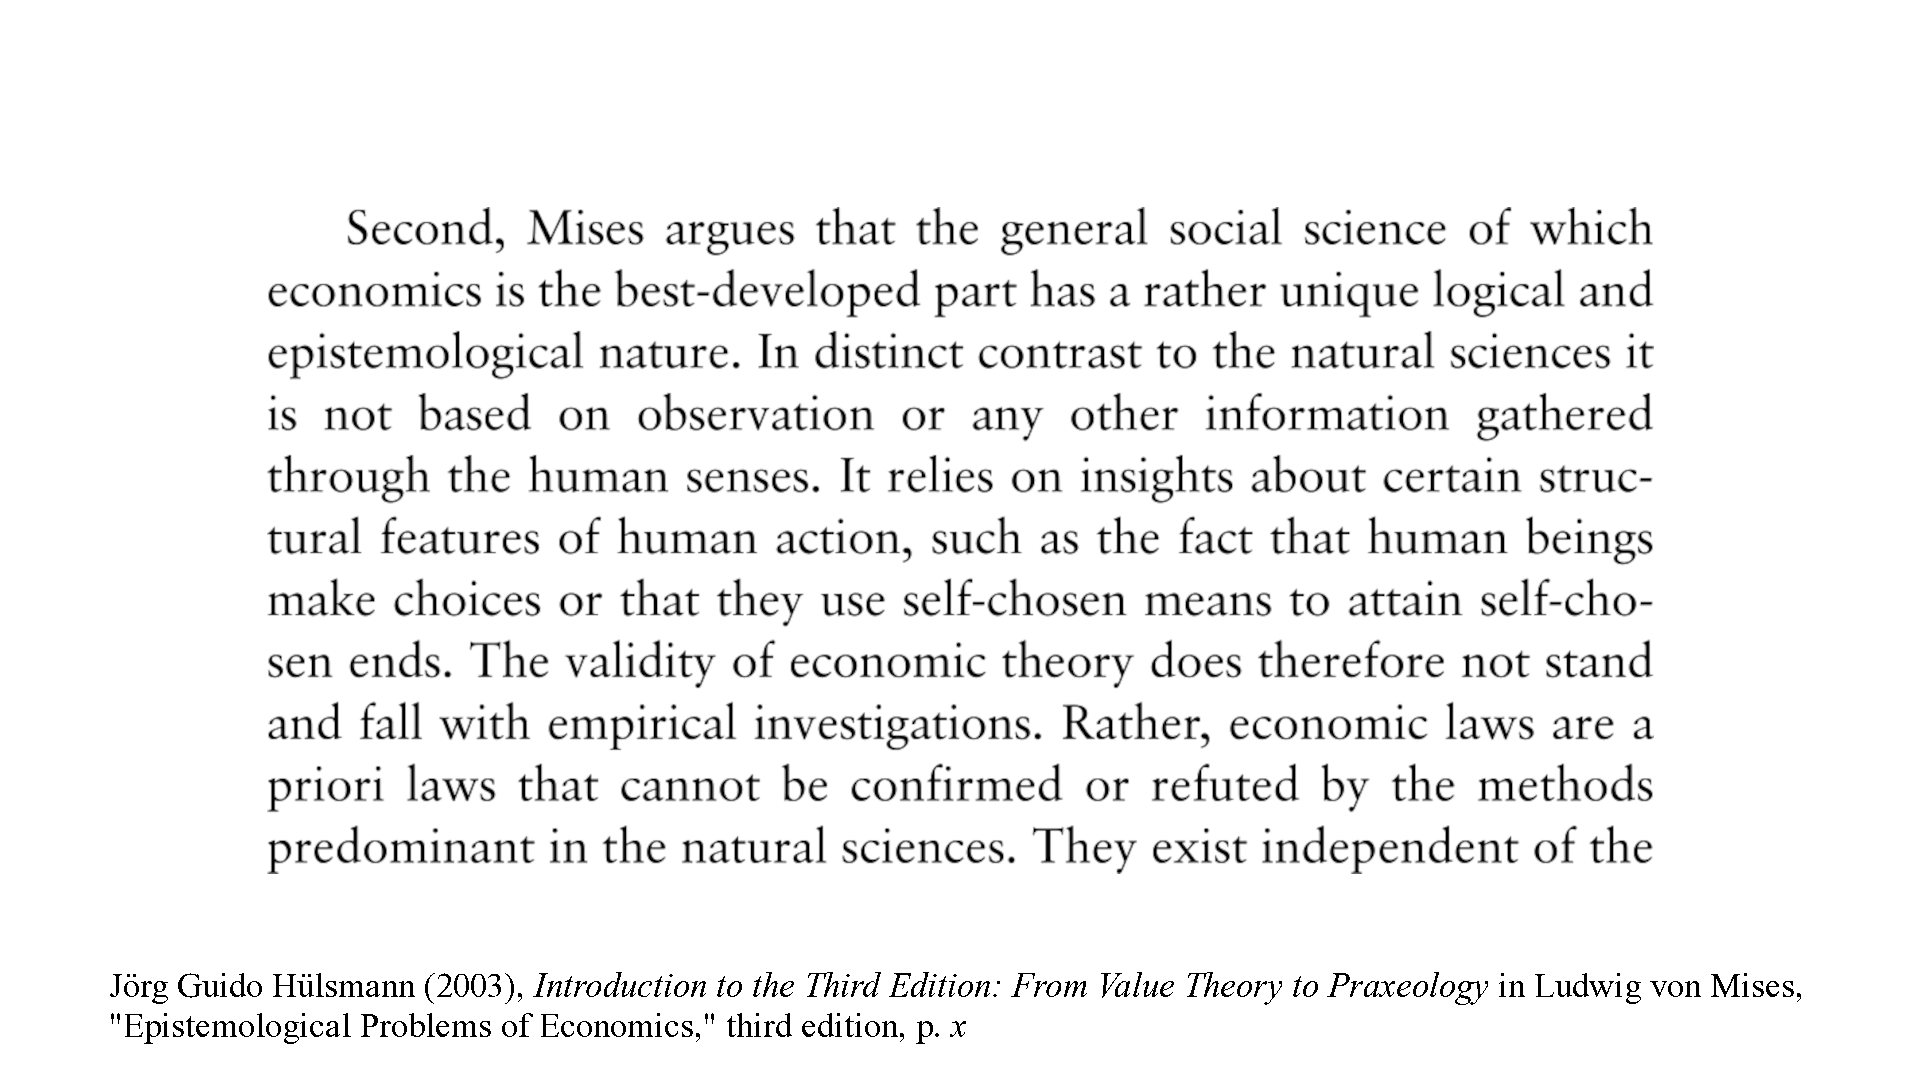 Second, Mises argues that the general social science of which
economics is the best-developed part has a rather unique logical and
epistemological nature. In distinct contrast to the natural sciences it
is not based on observation or any other information gathered
through the human senses. It relies on insights about certain struc-
tural features of human action, such as the fact that human beings
make choices or that they use self-chosen means to attain self-cho-
sen ends. The validity of economic theory does therefore not stand
and fall with empirical investigations. Rather, economic laws are a
priori laws that cannot be confirmed or refuted by the methods
predominant in the natural sciences. They exist independent of the
Jörg Guido Hülsmann (2003), Introduction to the Third Edition: From Value Theory to Praxeology in Ludwig von Mises,
"Epistemological Problems of Economics," third edition, p. x